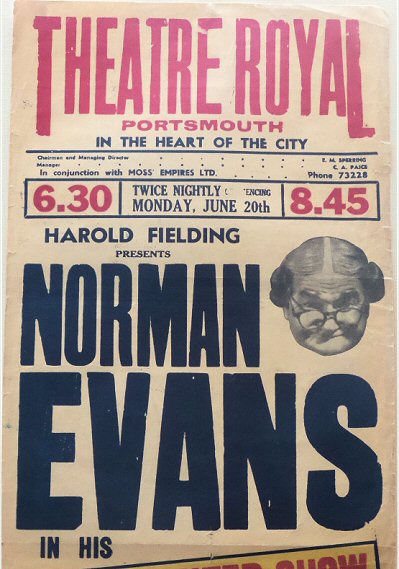 THEATRE ROYAL
PORTSMOUTH
IN THE HEART OF THE CITY
Chairman and Managing Director E. M. SPERRING
Manager C. A. PAICE
In conjunction with MOSS' EMPIRES LTD. Phone 73228
6.30 TWICE NIGHTLY 8.45
MONDAY, JUNE 20th
HAROLD FIELDING
PRESENTS
NORMAN
EVANS
IN HIS
SHOW